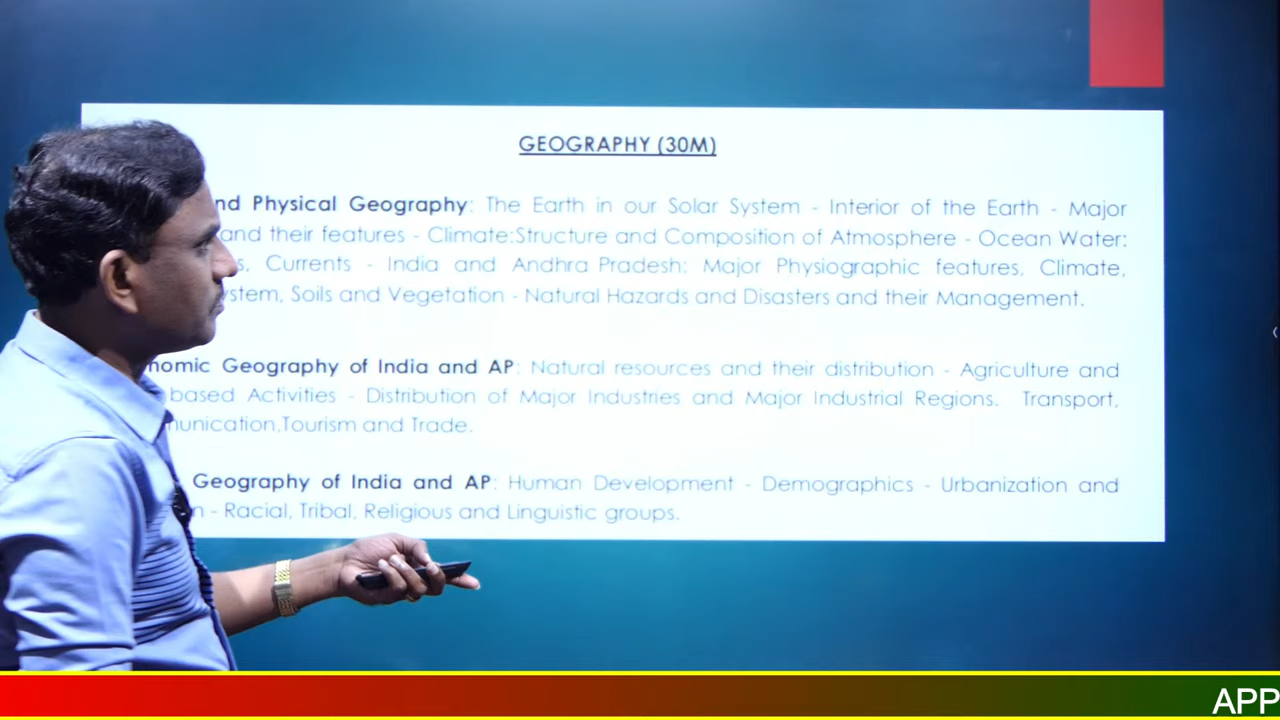 GEOGRAPHY (30M)
nd Physical Geography: The Earth in our Solar System - Interior of the Earth - Major
and their features - Climate:Structure and Composition of Atmosphere - Ocean Water:
s, Currents - India and Andhra Pradesh: Major Physiographic features, Climate,
ystem, Soils and Vegetation - Natural Hazards and Disasters and their Management.
nomic Geography of India and AP: Natural resources and their distribution - Agriculture and
based Activities - Distribution of Major Industries and Major Industrial Regions. Transport,
unication,Tourism and Trade.
Geography of India and AP: Human Development - Demographics - Urbanization and
n - Racial, Tribal, Religious and Linguistic groups.
APP